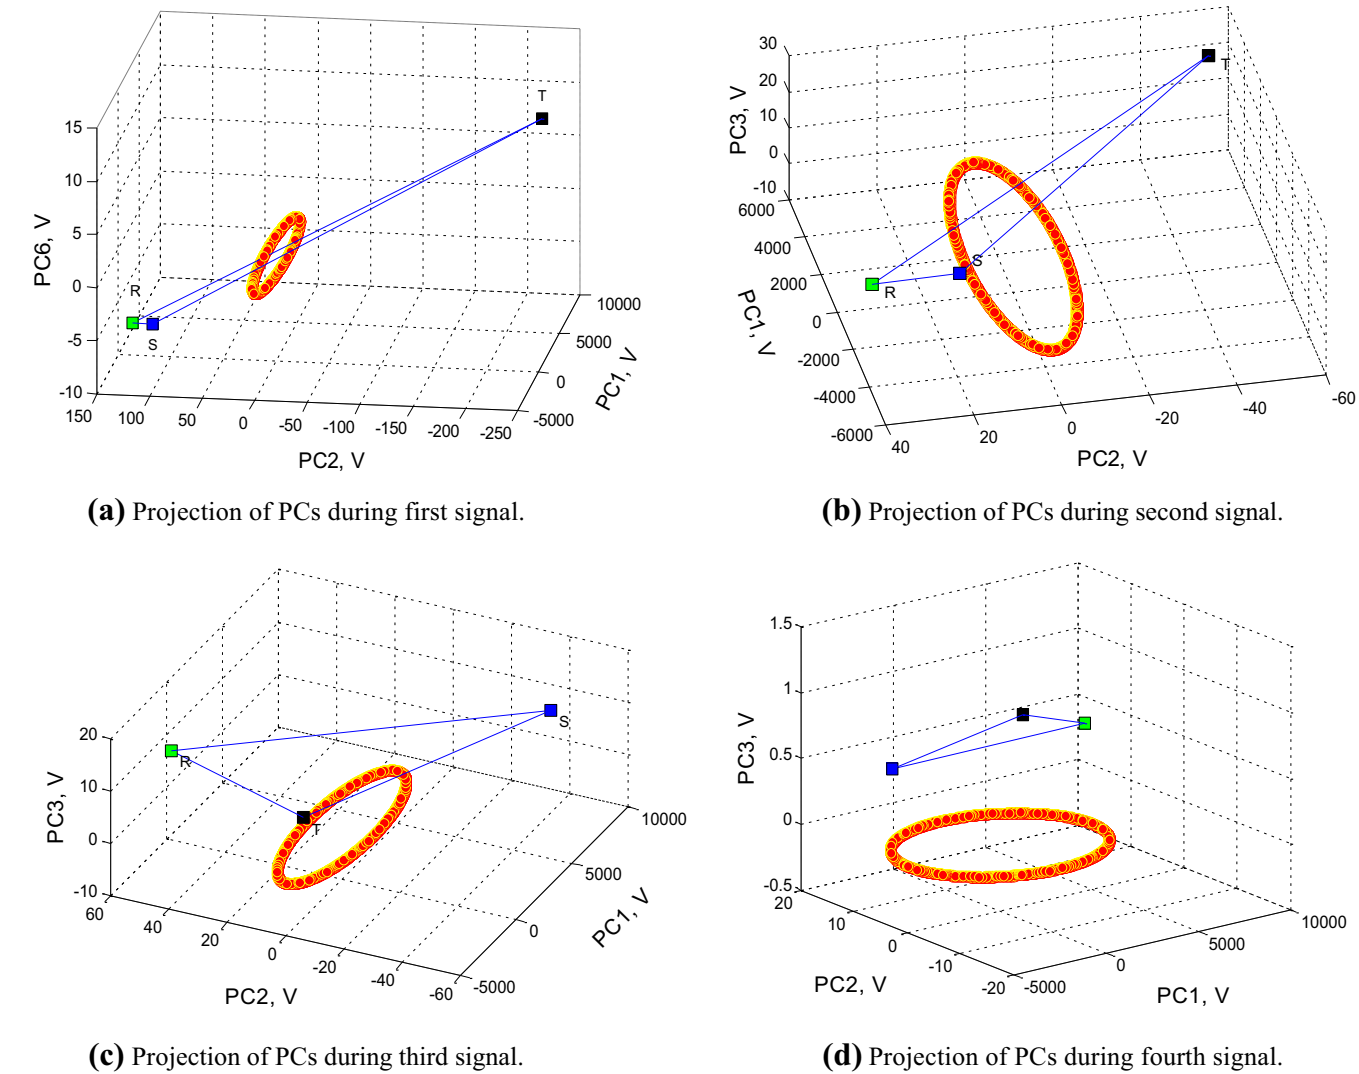 T
15
10
5
0
-5
-10
PC6, V
R
S
150
100
50
0
-50
-100
-150
-200
-250
PC2, V
10000
5000
0
-5000
PC1, V
(a) Projection of PCs during first signal.
30
20
10
0
-10
PC3, V
6000
4000
2000
0
-2000
-4000
-6000
PC1, V
T
S
R
40
20
0
-20
-40
-60
PC2, V
(b) Projection of PCs during second signal.
20
10
0
-10
PC3, V
R
S
T
60
40
20
0
-20
-40
-60
PC2, V
10000
5000
0
-5000
PC1, V
(c) Projection of PCs during third signal.
1.5
1
0.5
0
-0.5
PC3, V
20
10
0
-10
-20
PC2, V
10000
5000
0
-5000
PC1, V
(d) Projection of PCs during fourth signal.